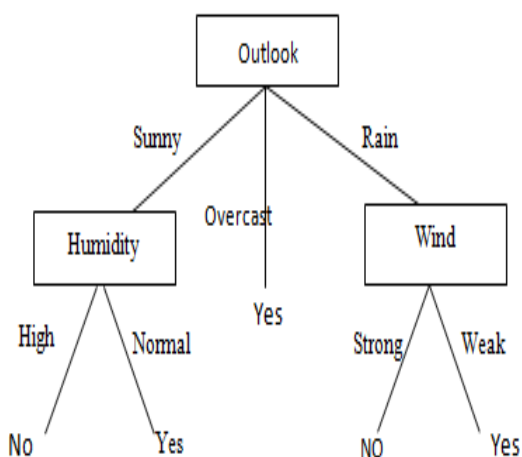 Outlook
Sunny
Rain
Overcast
Humidity
Wind
Yes
High
Normal
Strong
Weak
No
Yes
NO
Yes